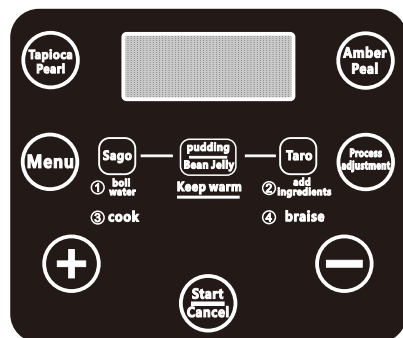 Tapioca
Pearl
Amber
Peal
Menu
Sago
pudding
Bean Jelly
Taro
Process
adjustment
① boil
water
Keep warm
② add
ingredients
③ cook
④ braise
+
Start
Cancel
−